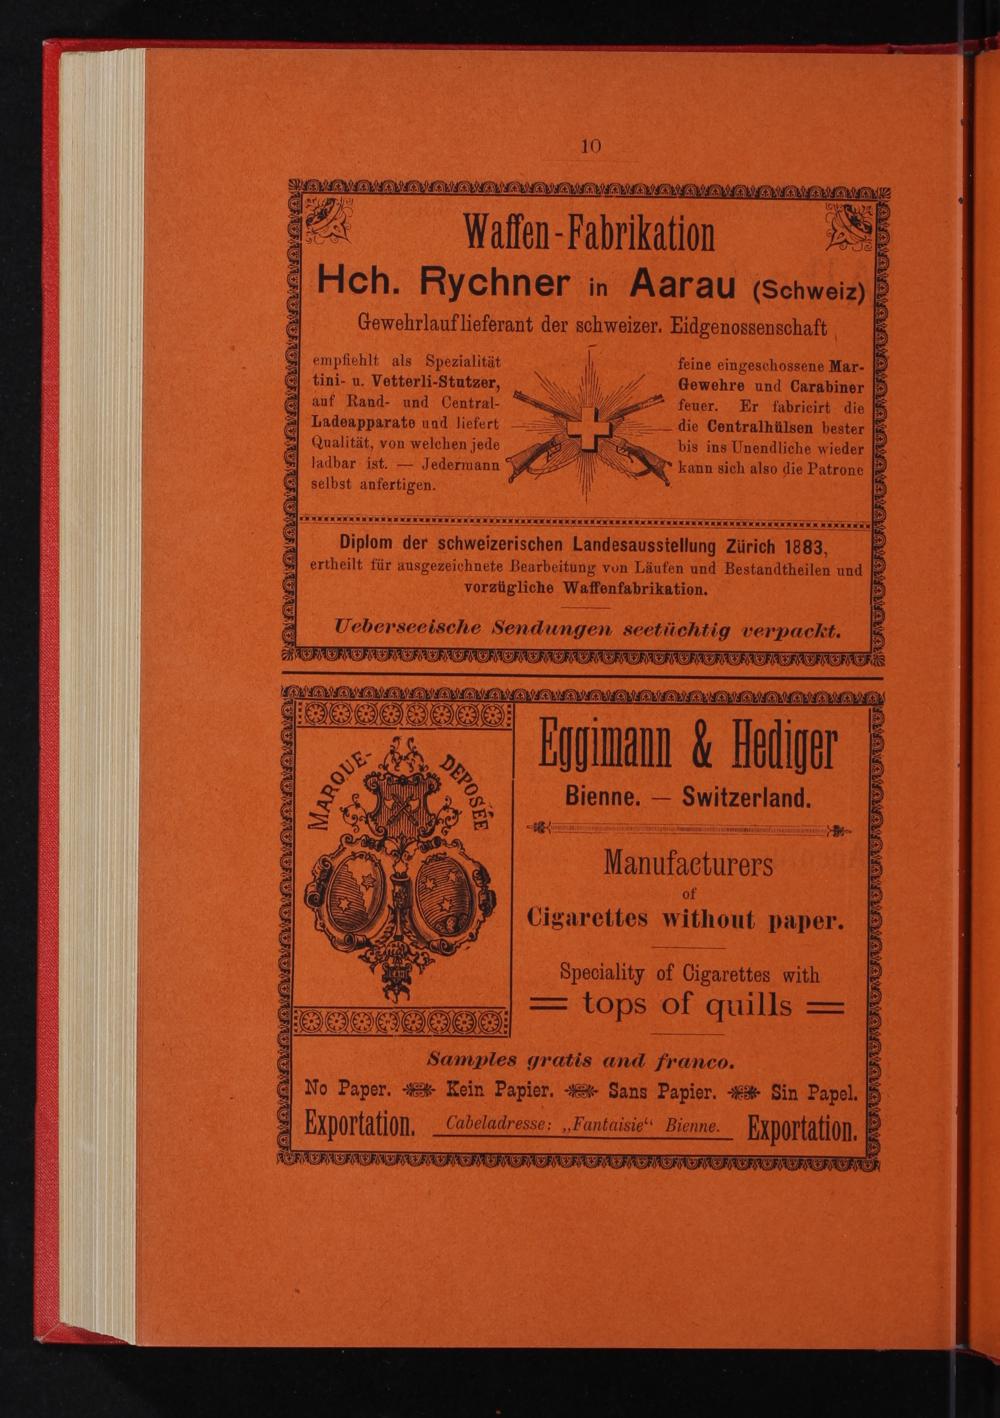 10
Waffen-Fabrikation
Hch. Rychner in Aarau (Schweiz)
Gewehrlauflieferant der schweizer. Eidgenossenschaft
empfiehlt als Spezialität feine eingeschossene Mar-
tini- u. Vetterli-Stutzer, Gewehre und Carabiner
auf Rand- und Central- feuer. Er fabricirt die
Ladeapparate und liefert die Centralhülsen bester
Qualität, von welchen jede bis ins Unendliche wieder
ladbar ist. — Jedermann kann sich also die Patrone
selbst anfertigen.
Diplom der schweizerischen Landesausstellung Zürich 1883,
ertheilt für ausgezeichnete Bearbeitung von Läufen und Bestandtheilen und
vorzügliche Waffenfabrikation.
Ueberseeische Sendungen seetüchtig verpackt.
MARQUE- DEPOSÉE
Eggimann & Hediger
Bienne. — Switzerland.
Manufacturers
of
Cigarettes without paper.
Speciality of Cigarettes with
= tops of quills =
Samples gratis and franco.
No Paper. Kein Papier. Sans Papier. Sin Papel.
Exportation. Cabeladresse: „Fantaisie“ Bienne. Exportation.